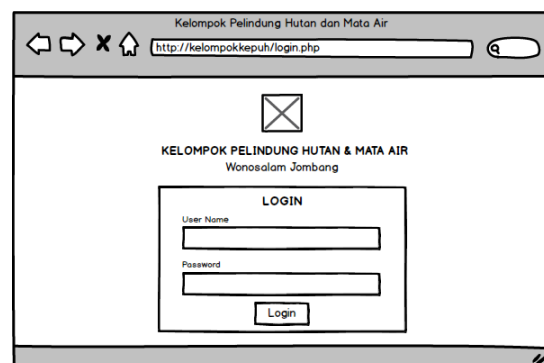 Kelompok Pelindung Hutan dan Mata Air
http://kelompokkepuh/login.php
KELOMPOK PELINDUNG HUTAN & MATA AIR
Wonosalam Jombang
LOGIN
User Name
Password
Login